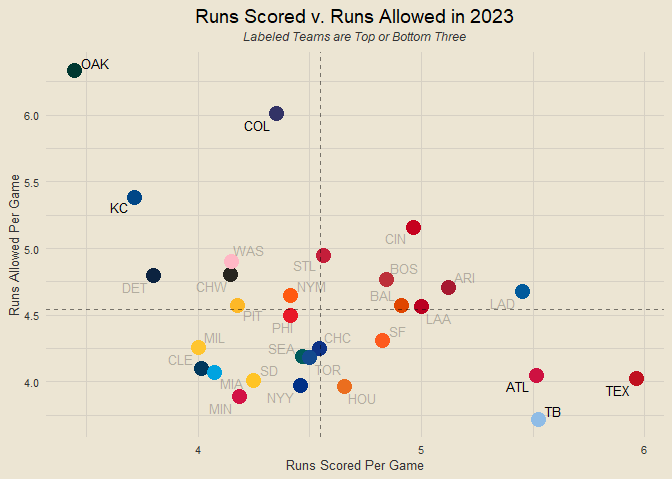 Runs Scored v. Runs Allowed in 2023
Labeled Teams are Top or Bottom Three
OAK
6.0
COL
5.5
KC
CIN
5.0
WAS
STL
BOS
DET
CHW
NYM
ARI
BAL
LAD
4.5
PIT
PHI
LAA
MIL
CHC
SF
SEA
CLE
SD
TOR
4.0
MIA
ATL
TEX
NYY
HOU
MIN
TB
4
5
6
Runs Scored Per Game
Runs Allowed Per Game